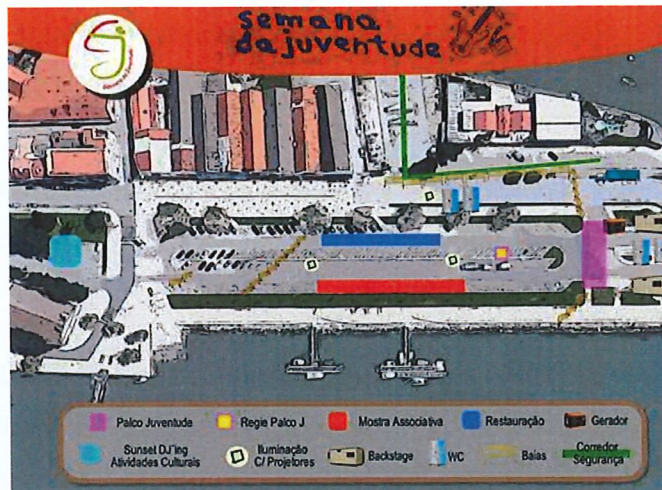 semana
da juventude
Palco Juventude
Regie Palco J.
Mostra Associativa
Restauração
Gerador
Sunset DJ´ing
Atividades Culturais
Iluminação
C/ Projetores
Backstage
WC
Baias
Corredor
Segurança